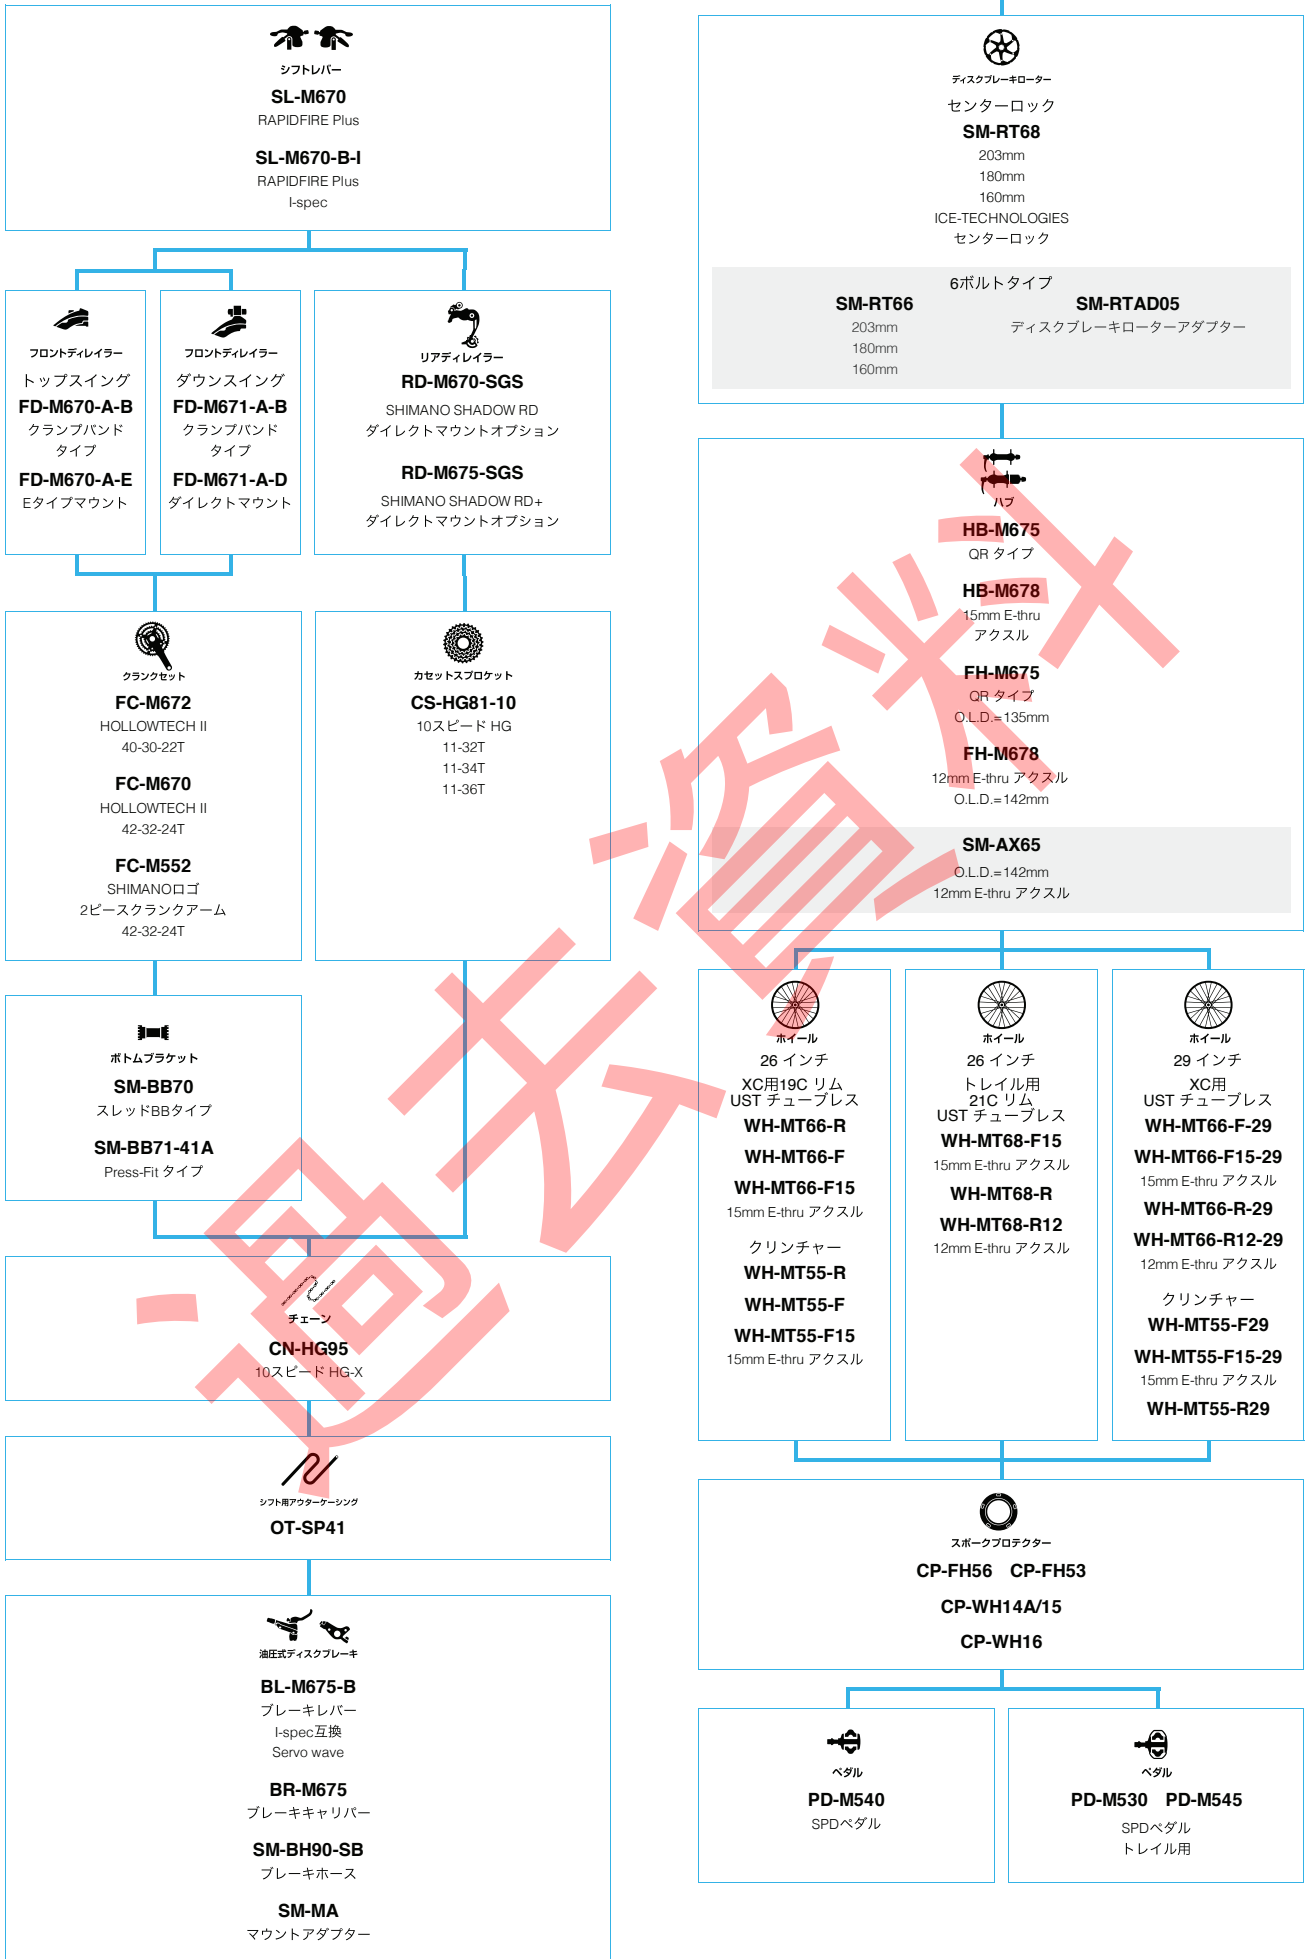 シフトレバー
SL-M670
RAPIDFIRE Plus
SL-M670-B-I
RAPIDFIRE Plus
I-spec
フロントディレイラー
トップスイング
FD-M670-A-B
クランプバンド
タイプ
FD-M670-A-E
Eタイプマウント
フロントディレイラー
ダウンスイング
FD-M671-A-B
クランプバンド
タイプ
FD-M671-A-D
ダイレクトマウント
リアディレイラー
RD-M670-SGS
SHIMANO SHADOW RD
ダイレクトマウントオプション
RD-M675-SGS
SHIMANO SHADOW RD+
ダイレクトマウントオプション
クランクセット
FC-M672
HOLLOWTECH II
40-30-22T
FC-M670
HOLLOWTECH II
42-32-24T
FC-M552
SHIMANOロゴ
2ピースクランクアーム
42-32-24T
カセットスプロケット
CS-HG81-10
10スピード HG
11-32T
11-34T
11-36T
ボトムブラケット
SM-BB70
スレッドBBタイプ
SM-BB71-41A
Press-Fit タイプ
チェーン
CN-HG95
10スピード HG-X
シフト用アウターケーシング
OT-SP41
油圧式ディスクブレーキ
BL-M675-B
ブレーキレバー
I-spec互換
Servo wave
BR-M675
ブレーキキャリパー
SM-BH90-SB
ブレーキホース
SM-MA
マウントアダプター
ディスクブレーキローター
センターロック
SM-RT68
203mm
180mm
160mm
ICE-TECHNOLOGIES
センターロック
6ボルトタイプ
SM-RT66
203mm
180mm
160mm
SM-RTAD05
ディスクブレーキローターアダプター
ハブ
HB-M675
QR タイプ
HB-M678
15mm E-thru
アクスル
FH-M675
QR タイプ
O.L.D.=135mm
FH-M678
12mm E-thru アクスル
O.L.D.=142mm
SM-AX65
O.L.D.=142mm
12mm E-thru アクスル
ホイール
26 インチ
XC用19C リム
UST チューブレス
WH-MT66-R
WH-MT66-F
WH-MT66-F15
15mm E-thru アクスル
クリンチャー
WH-MT55-R
WH-MT55-F
WH-MT55-F15
15mm E-thru アクスル
ホイール
26 インチ
トレイル用
21C リム
UST チューブレス
WH-MT68-F15
15mm E-thru アクスル
WH-MT68-R
WH-MT68-R12
12mm E-thru アクスル
ホイール
29 インチ
XC用
UST チューブレス
WH-MT66-F-29
WH-MT66-F15-29
15mm E-thru アクスル
WH-MT66-R-29
WH-MT66-R12-29
12mm E-thru アクスル
クリンチャー
WH-MT55-F29
WH-MT55-F15-29
15mm E-thru アクスル
WH-MT55-R29
スポークプロテクター
CP-FH56 CP-FH53
CP-WH14A/15
CP-WH16
ペダル
PD-M540
SPDペダル
ペダル
PD-M530 PD-M545
SPDペダル
トレイル用
過去資料